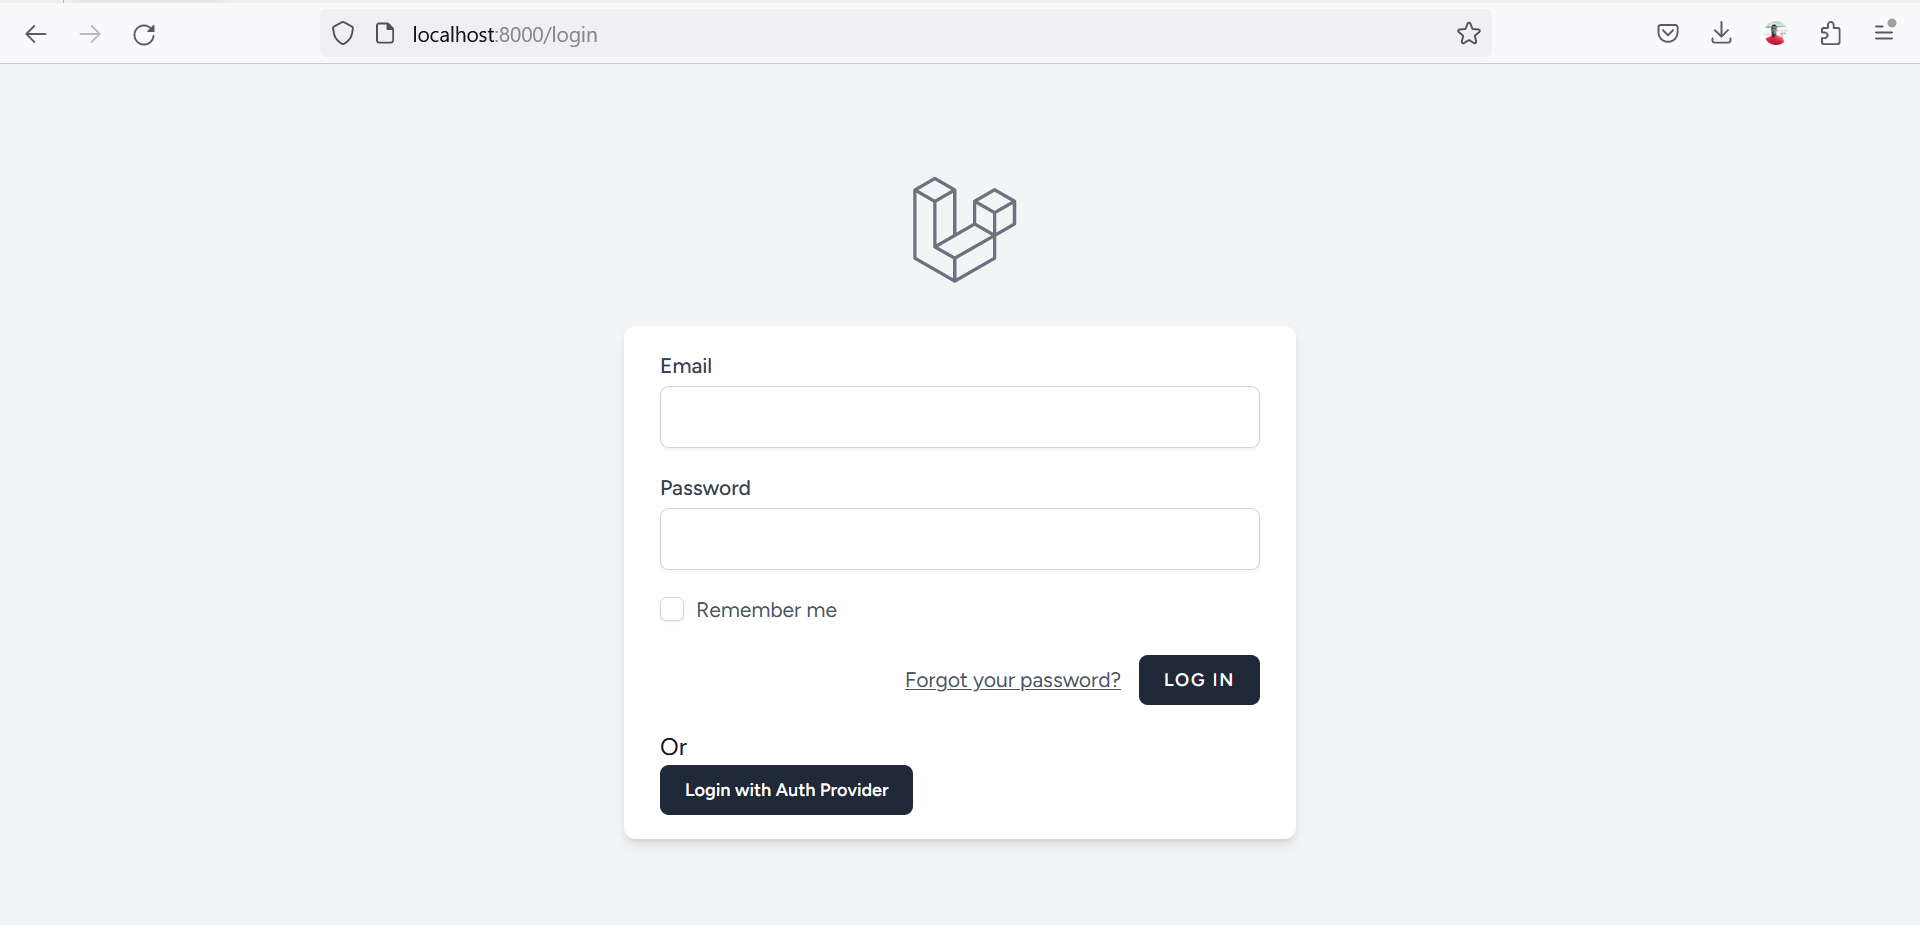 localhost:8000/login
Email
Password
Remember me
Forgot your password? LOG IN
Or
Login with Auth Provider